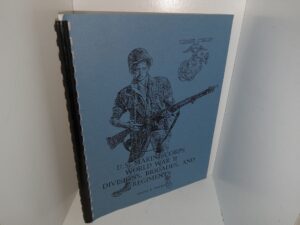 U.S. MARINE CORPS
WORLD WAR II
DIVISIONS, BRIGADES, AND
REGIMENTS